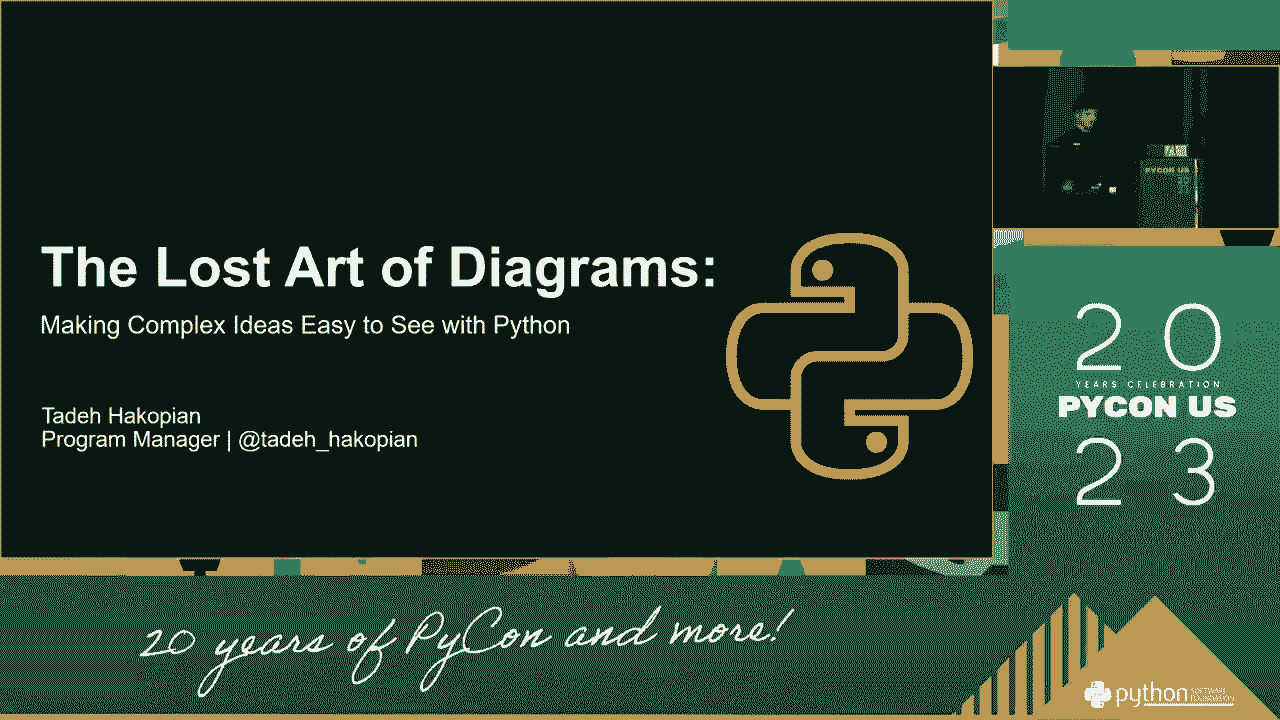 The Lost Art of Diagrams:
Making Complex Ideas Easy to See with Python
Tadeh Hakopian
Program Manager | @tadeh_hakopian
PYCON US
20
YEARS CELEBRATION
PYCON US
23
20 years of PyCon and more!
python SOFTWARE
FOUNDATION